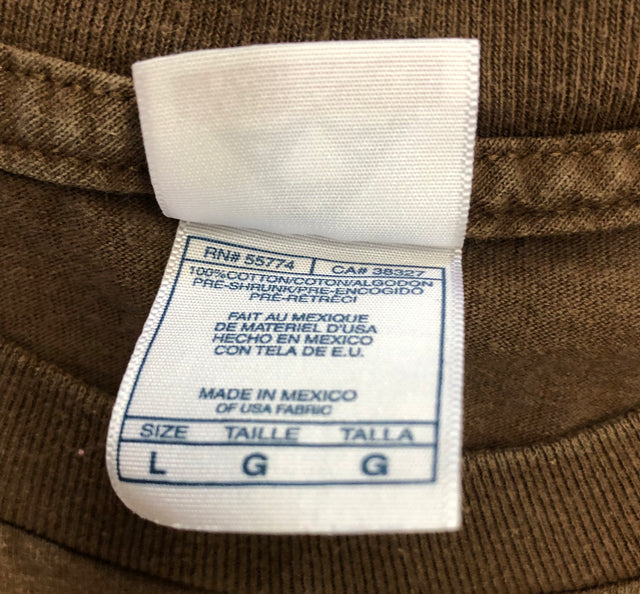 RN# 55774 CA# 38327
100% COTTON/COTON/ALGODON
PRE-SHRUNK/PRE-ENCOGIDO
PRE-RETRÉCI
FAIT AU MEXIQUE
DE MATERIEL D'USA
HECHO EN MEXICO
CON TELA DE E.U.
MADE IN MEXICO
OF USA FABRIC
SIZE TAILLE TALLA
L G G